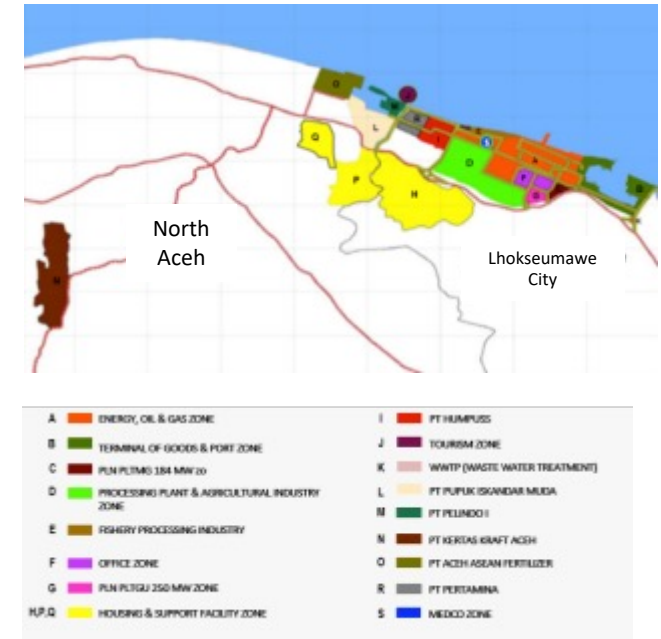 O
J
M
R
L
I
E
S
Q
D
A
P
F
B
H
G
N
North
Aceh
Lhokseumawe
City
A ENERGY, OIL & GAS ZONE
B TERMINAL OF GOODS & PORT ZONE
C PLN PLTMG 184 MW 20
D PROCESSING PLANT & AGRICULTURAL INDUSTRY
ZONE
E FISHERY PROCESSING INDUSTRY
F OFFICE ZONE
G PLN PLTGU 250 MW ZONE
H,P,Q HOUSING & SUPPORT FACILITY ZONE
I PT HUMPUSS
J TOURISM ZONE
K WWTP (WASTE WATER TREATMENT)
L PT PUPUK ISKANDAR MUDA
M PT PELINDO I
N PT KERTAS KRAFT ACEH
O PT ACEH ASEAN FERTILIZER
R PT PERTAMINA
S MEDCO ZONE